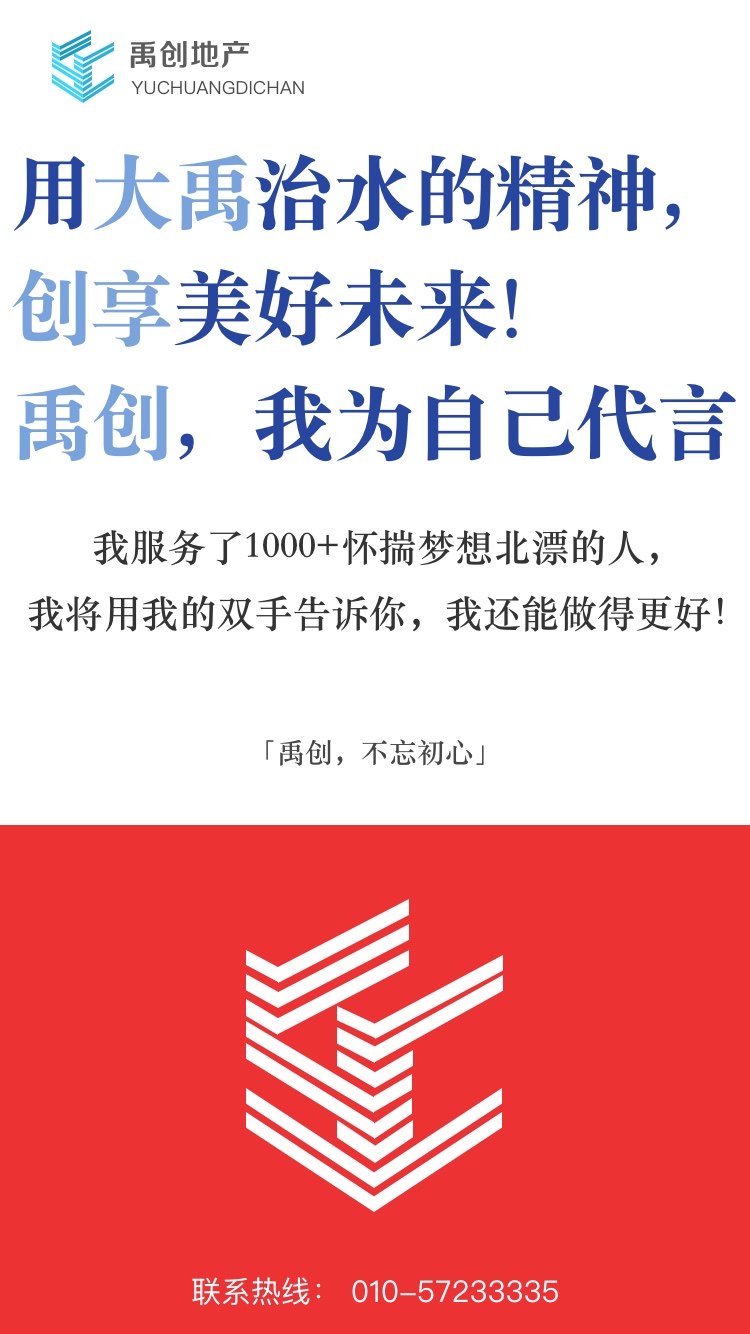 禹创地产
YUCHUANGDICHAN
用大禹治水的精神，
创享美好未来！
禹创，我为自己代言
我服务了1000+怀揣梦想北漂的人，
我将用我的双手告诉你，我还能做得更好！
「禹创，不忘初心」
联系热线： 010-57233335